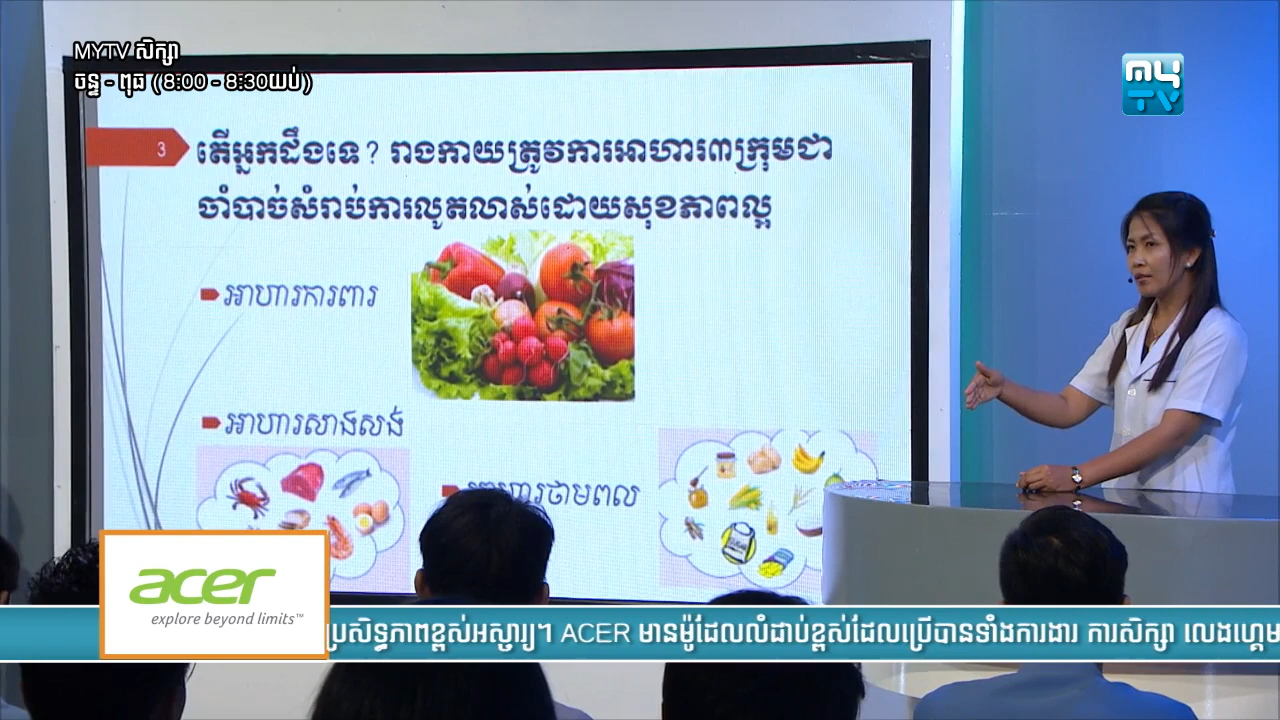 MYTV សិក្សា
ចន្ទ - ពុធ (8:00 - 8:30យប់)
MY
TV
3
តើអ្នកដឹងទេ? រាងកាយត្រូវការអាហារ៣ក្រុមជា
ចាំបាច់សំរាប់ការលូតលាស់ដោយសុខភាពល្អ
អាហារការពារ
អាហារសាងសង់
ថាមពល
acer
explore beyond limits™
ប្រសិទ្ធភាពខ្ពស់អស្ចារ្យ។ ACER មានម៉ូដែលលំដាប់ខ្ពស់ដែលប្រើបានទាំងការងារ ការសិក្សា លេងហ្គេម